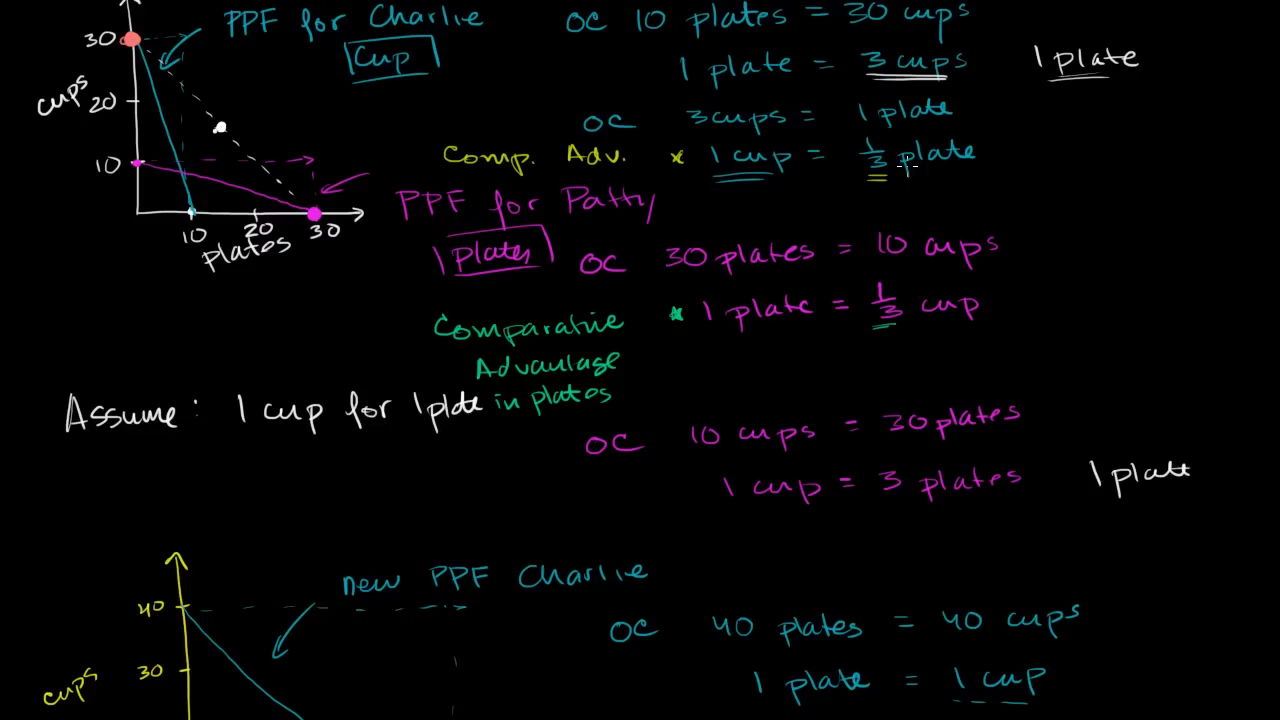 PPF for Charlie
Cup
OC 10 plates = 30 cups
1 plate = 3 cups
1 plate
OC 3cups = 1 plate
Comp. Adv. * 1 cup = 1/3 plate
30
20
10
cups
10 20 30
plates
PPF for Patty
plates
OC 30 plates = 10 cups
Comparative * 1 plate = 1/3 cup
Advantage
in plates
Assume: 1 cup for 1 plate
OC 10 cups = 30 plates
1 cup = 3 plates
1 plate
new PPF Charlie
40
30
cups
OC 40 plates = 40 cups
1 plate = 1 cup